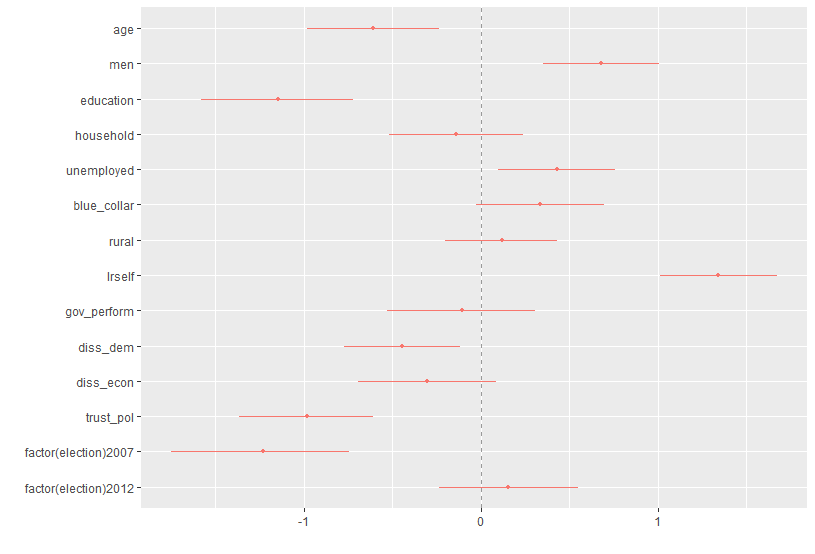 age
men
education
household
unemployed
blue_collar
rural
lrself
gov_perform
diss_dem
diss_econ
trust_pol
factor(election)2007
factor(election)2012
-1 0 1